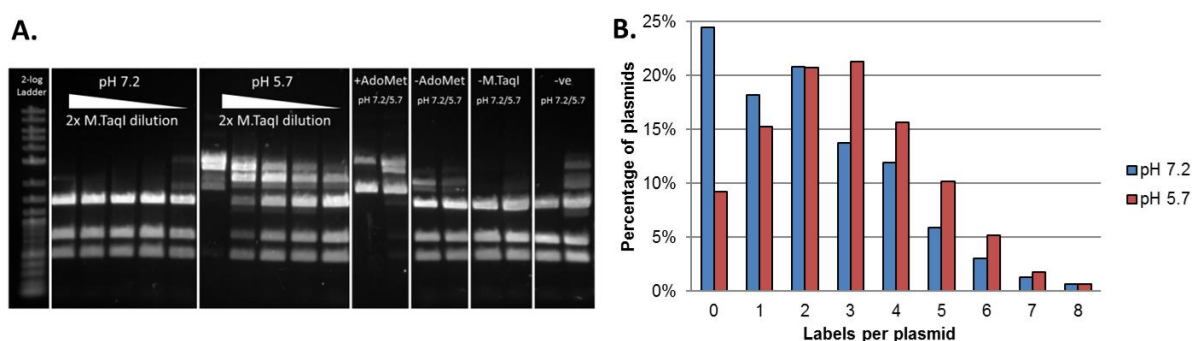 A.
2-log
Ladder
pH 7.2
2x M.TaqI dilution
pH 5.7
2x M.TaqI dilution
+AdoMet
pH 7.2/5.7
-AdoMet
pH 7.2/5.7
-M.TaqI
pH 7.2/5.7
-ve
pH 7.2/5.7
B.
Percentage of plasmids
25%
20%
15%
10%
5%
0%
0 1 2 3 4 5 6 7 8
Labels per plasmid
pH 7.2
pH 5.7